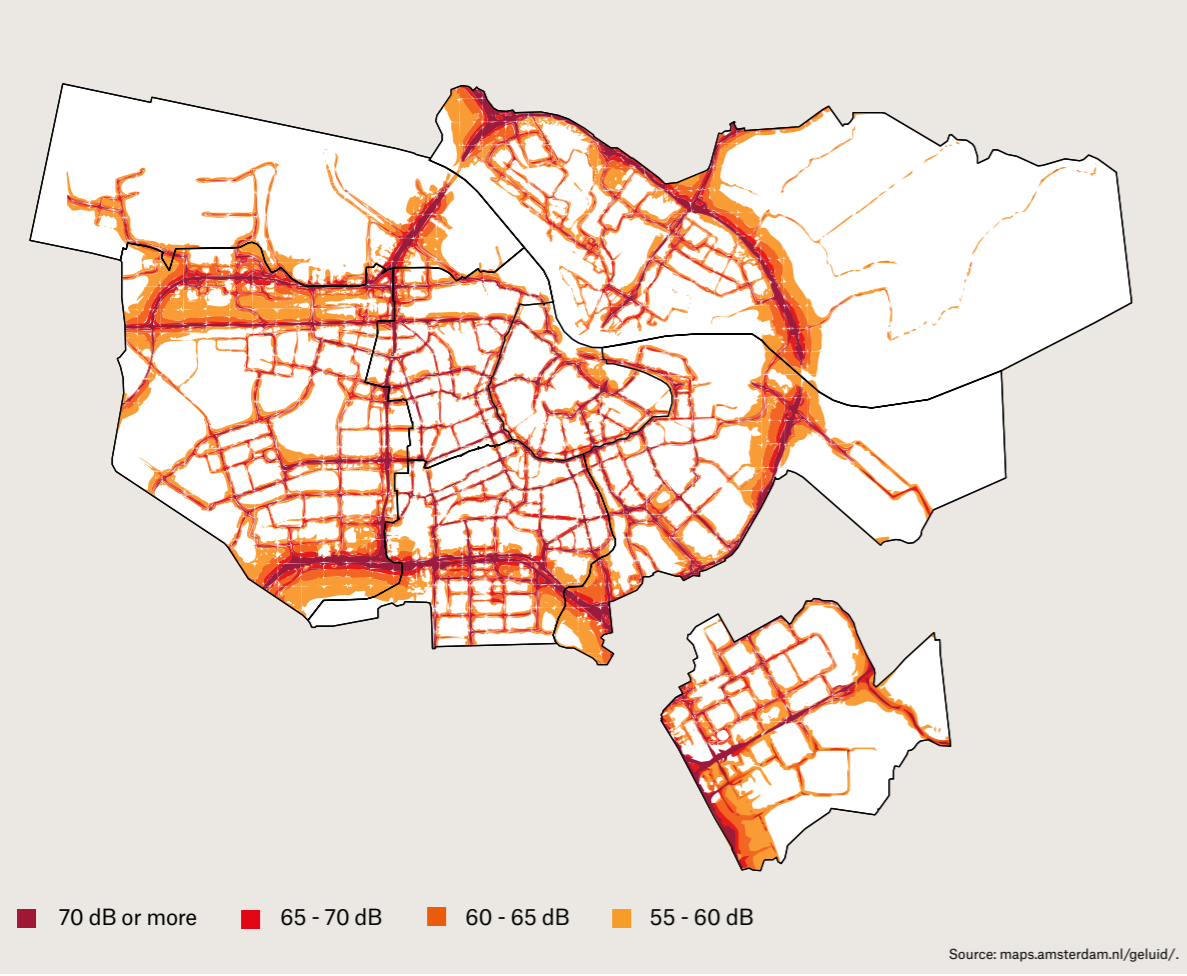 70 dB or more 65 - 70 dB 60 - 65 dB 55 - 60 dB
Source: maps.amsterdam.nl/geluid/.